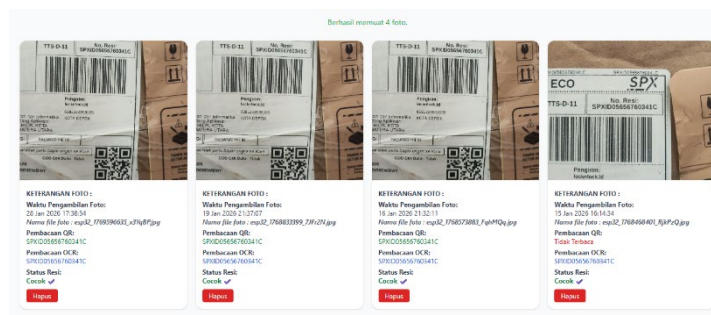 Berhasil memuat 4 foto.
TTS-D-11
No. Resi:
SPXID05656760341C
Pengirim:
TTS-D-11
No. Resi:
SPXID05656760341C
Pengirim:
TTS-D-11
No. Resi:
SPXID05656760341C
Pengirim:
ECO
SPX
TTS-D-11
No. Resi:
SPXID05656760341C
Pengirim:
KETERANGAN FOTO :
Waktu Pengambilan Foto:
28 Jan 2026 17:38:54
Pembacaan QR:
SPXID05656760341C
Pembacaan OCR:
SPXID05656760341C
Status Resi:
Cocok ✓
Hapus
KETERANGAN FOTO :
Waktu Pengambilan Foto:
19 Jan 2026 21:37:07
Nama file foto : esp32_1768833399_7JFr2N.jpg
Pembacaan QR:
SPXID05656760341C
Pembacaan OCR:
SPXID05656760341C
Status Resi:
Cocok ✓
Hapus
KETERANGAN FOTO :
Waktu Pengambilan Foto:
16 Jan 2026 21:32:11
Nama file foto : esp32_1768573883_FqhMQq.jpg
Pembacaan QR:
SPXID05656760341C
Pembacaan OCR:
SPXID05656760341C
Status Resi:
Cocok ✓
Hapus
KETERANGAN FOTO :
Waktu Pengambilan Foto:
15 Jan 2026 16:14:34
Nama file foto : esp32_1768468401_RjkPzQ.jpg
Pembacaan QR:
Tidak Terbaca
Pembacaan OCR:
SPXID05656760341C
Status Resi:
Cocok ✓
Hapus